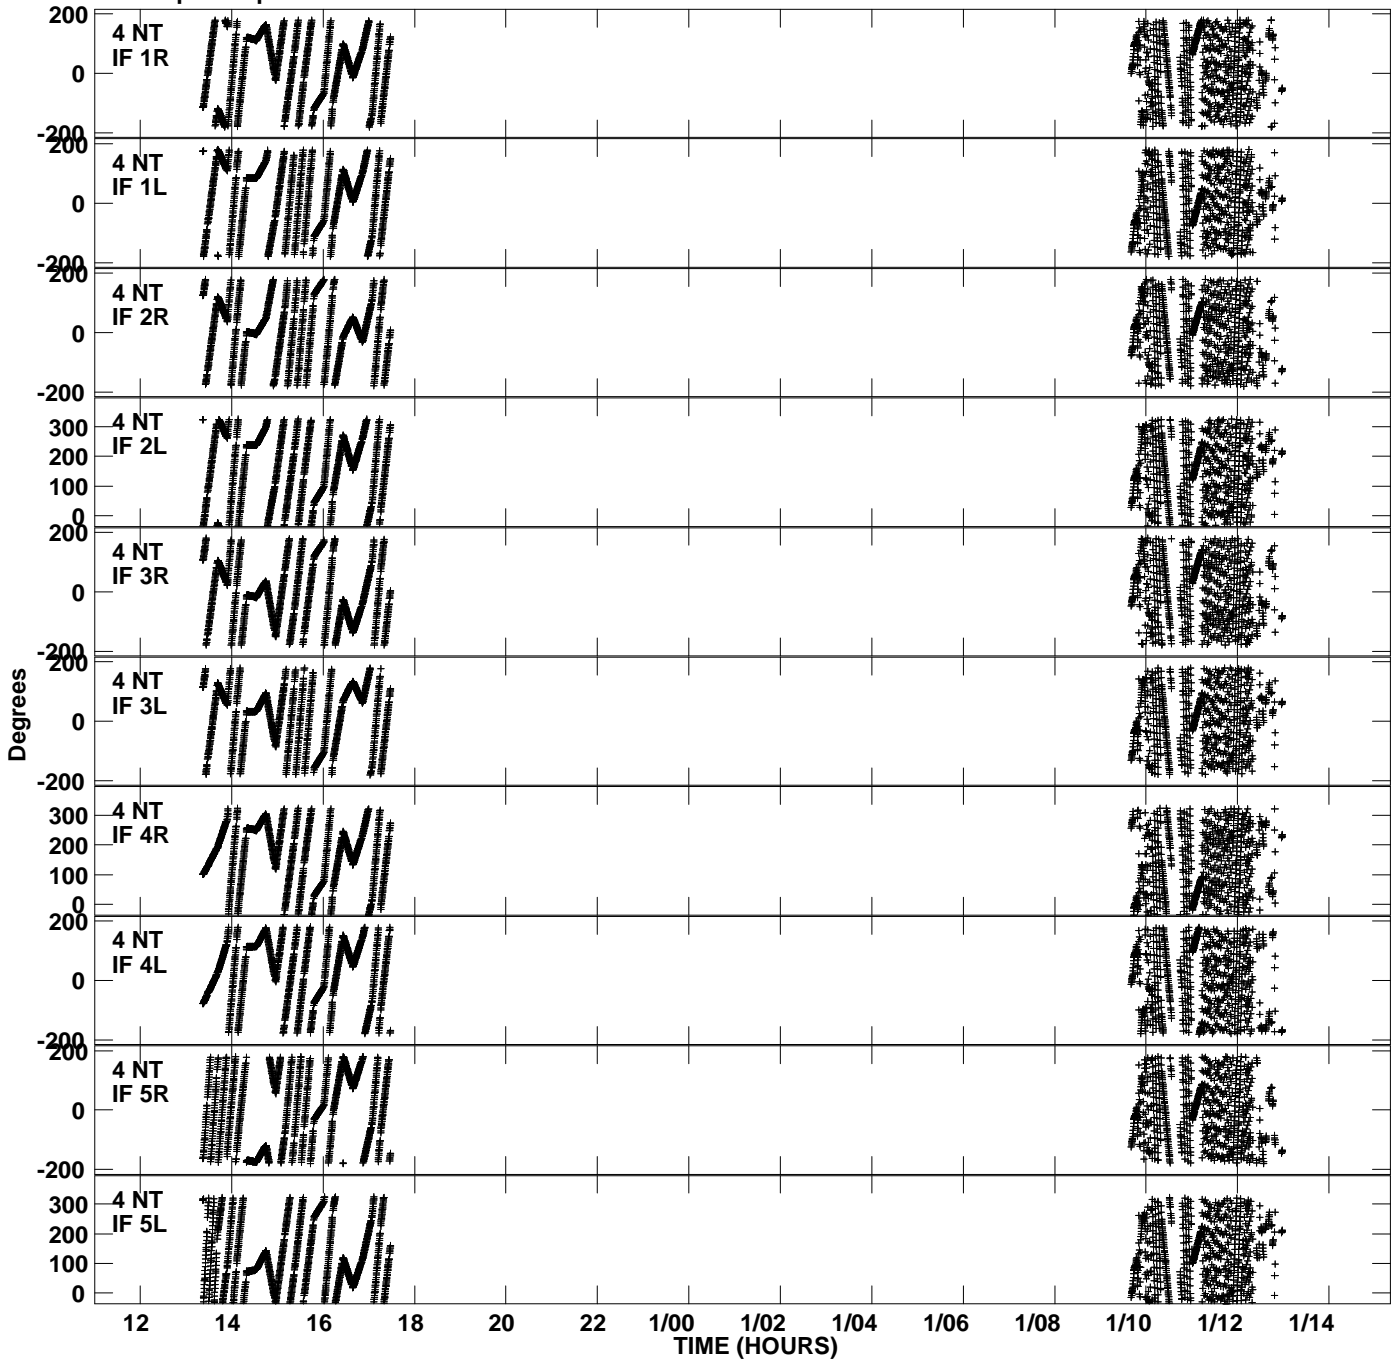 200
4 NT
IF 1R
0
-200
200
4 NT
IF 1L
0
-200
200
4 NT
IF 2R
0
-200
4 NT
IF 2L
300
200
100
0
200
4 NT
IF 3R
0
-200
200
4 NT
IF 3L
0
-200
4 NT
IF 4R
300
200
100
0
200
4 NT
IF 4L
0
-200
200
4 NT
IF 5R
0
-200
4 NT
IF 5L
300
200
100
0
Degrees
12 14 16 18 20 22 1/00 1/02 1/04 1/06 1/08 1/10 1/12 1/14
TIME (HOURS)